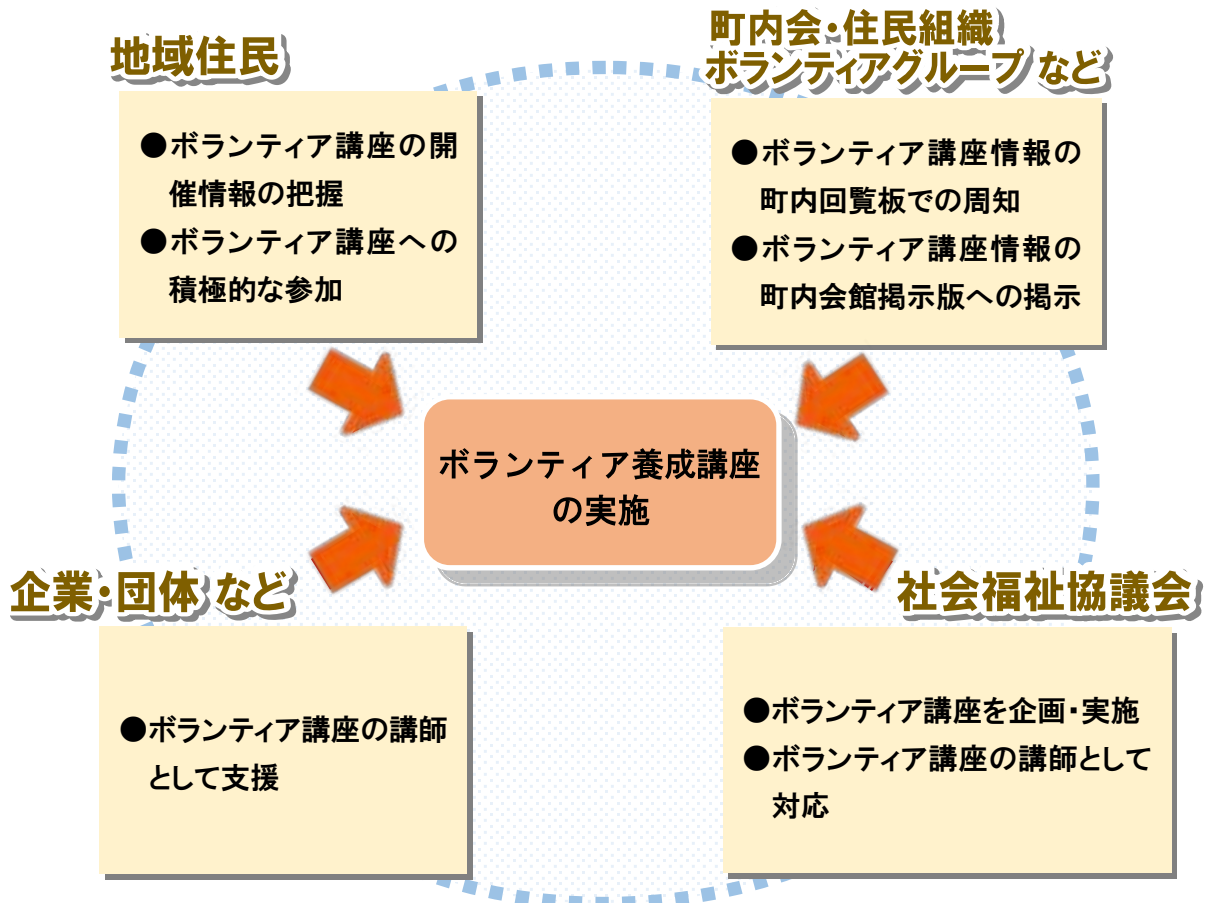 地域住民
●ボランティア講座の開
催情報の把握
●ボランティア講座への
積極的な参加
町内会・住民組織
ボランティアグループ など
●ボランティア講座情報の
町内回覧板での周知
●ボランティア講座情報の
町内会館掲示版への掲示
ボランティア養成講座
の実施
企業・団体 など
●ボランティア講座の講師
として支援
社会福祉協議会
●ボランティア講座を企画・実施
●ボランティア講座の講師として
対応